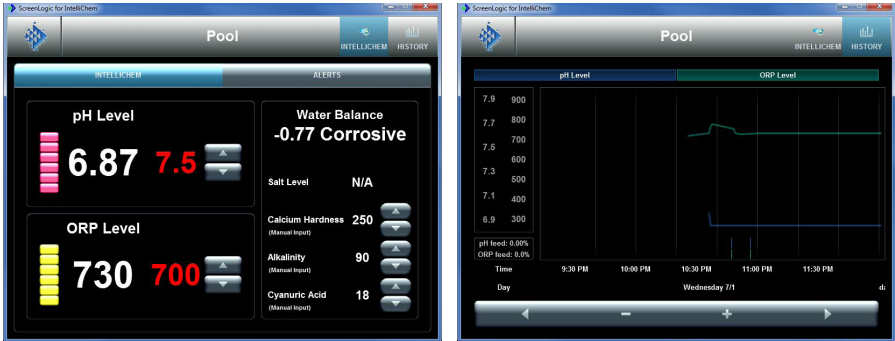 ScreenLogic for IntelliChem
Pool
INTELLICHEM
HISTORY
INTELLICHEM
ALERTS
pH Level
6.87 7.5
ORP Level
730 700
Water Balance
-0.77 Corrosive
Salt Level N/A
Calcium Hardness 250
(Manual Input)
Alkalinity 90
(Manual Input)
Cyanuric Acid 18
(Manual Input)
ScreenLogic for IntelliChem
Pool
INTELLICHEM
HISTORY
pH Level
ORP Level
7.9 900
7.7 800
700
7.5 600
7.3 500
7.1 400
6.9 300
pH feed: 0.00%
ORP feed: 0.0%
Time 9:30 PM 10:00 PM 10:30 PM 11:00 PM 11:30 PM
Day Wednesday 7/1